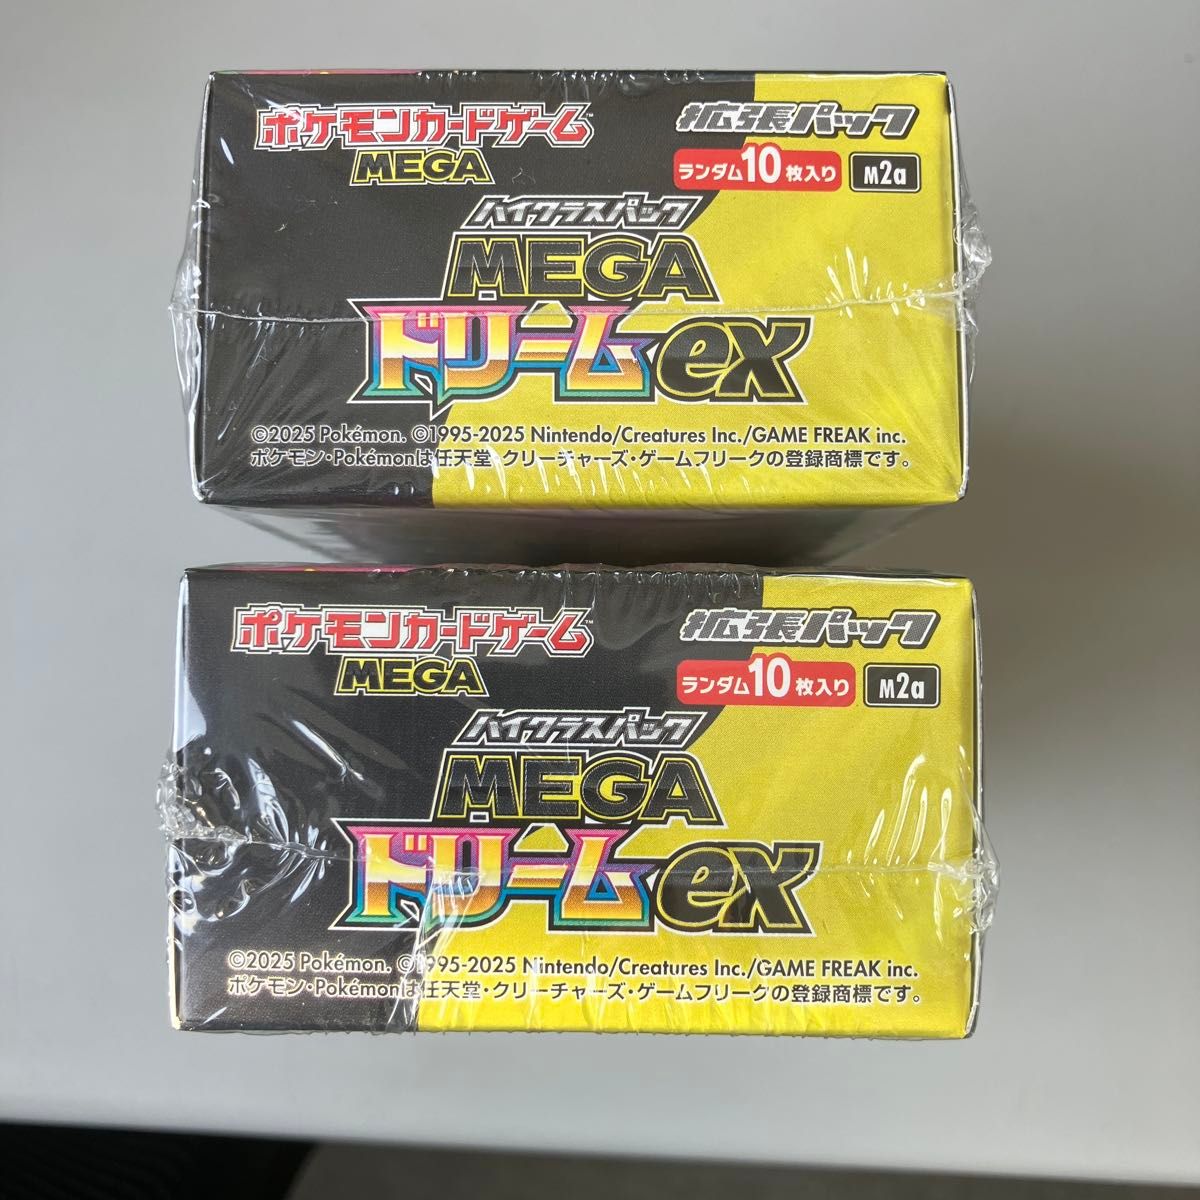 ポケモンカードゲーム™
MEGA
拡張パック
ランダム10枚入り M2a
ハイクラスパック
MEGA
ドリームex
©2025 Pokémon. ©1995-2025 Nintendo/Creatures Inc./GAME FREAK inc.
ポケモン・Pokémonは任天堂・クリーチャーズ・ゲームフリークの登録商標です。
ポケモンカードゲーム™
MEGA
拡張パック
ランダム10枚入り M2a
ハイクラスパック
MEGA
ドリームex
©2025 Pokémon. ©1995-2025 Nintendo/Creatures Inc./GAME FREAK inc.
ポケモン・Pokémonは任天堂・クリーチャーズ・ゲームフリークの登録商標です。